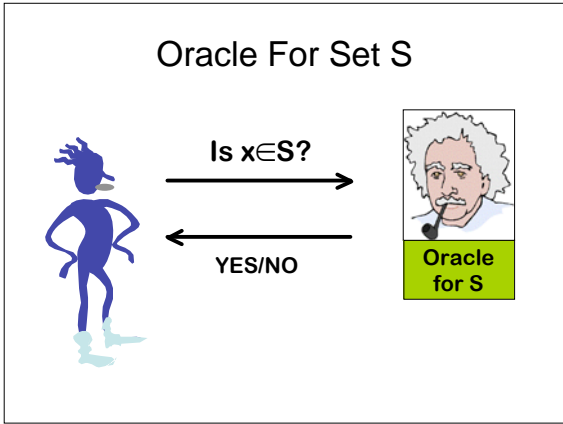 Oracle For Set S
Is x∈S?
YES/NO
Oracle
for S